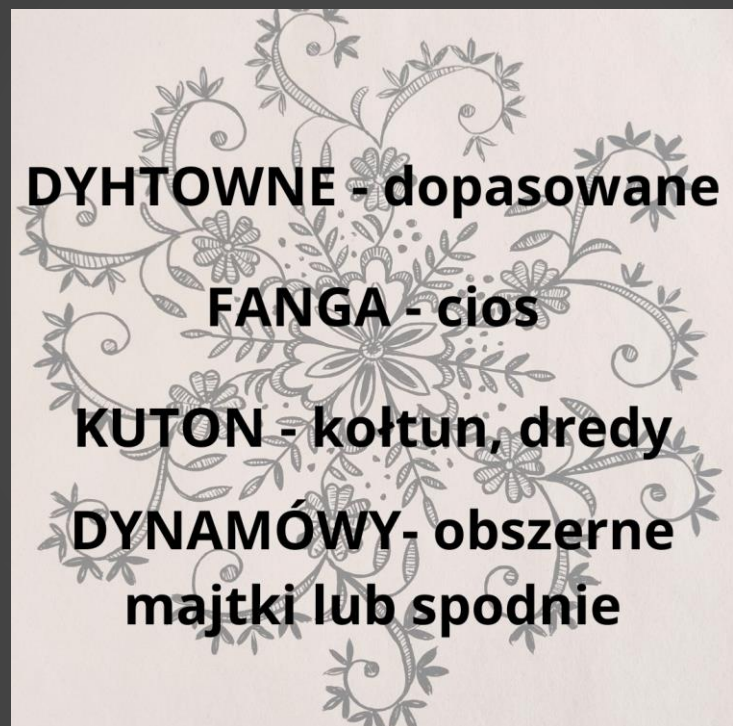 DYHTOWNE - dopasowane
FANGA - cios
KUTON - kołtun, dredy
DYNAMÓWY- obszerne
majtki lub spodnie